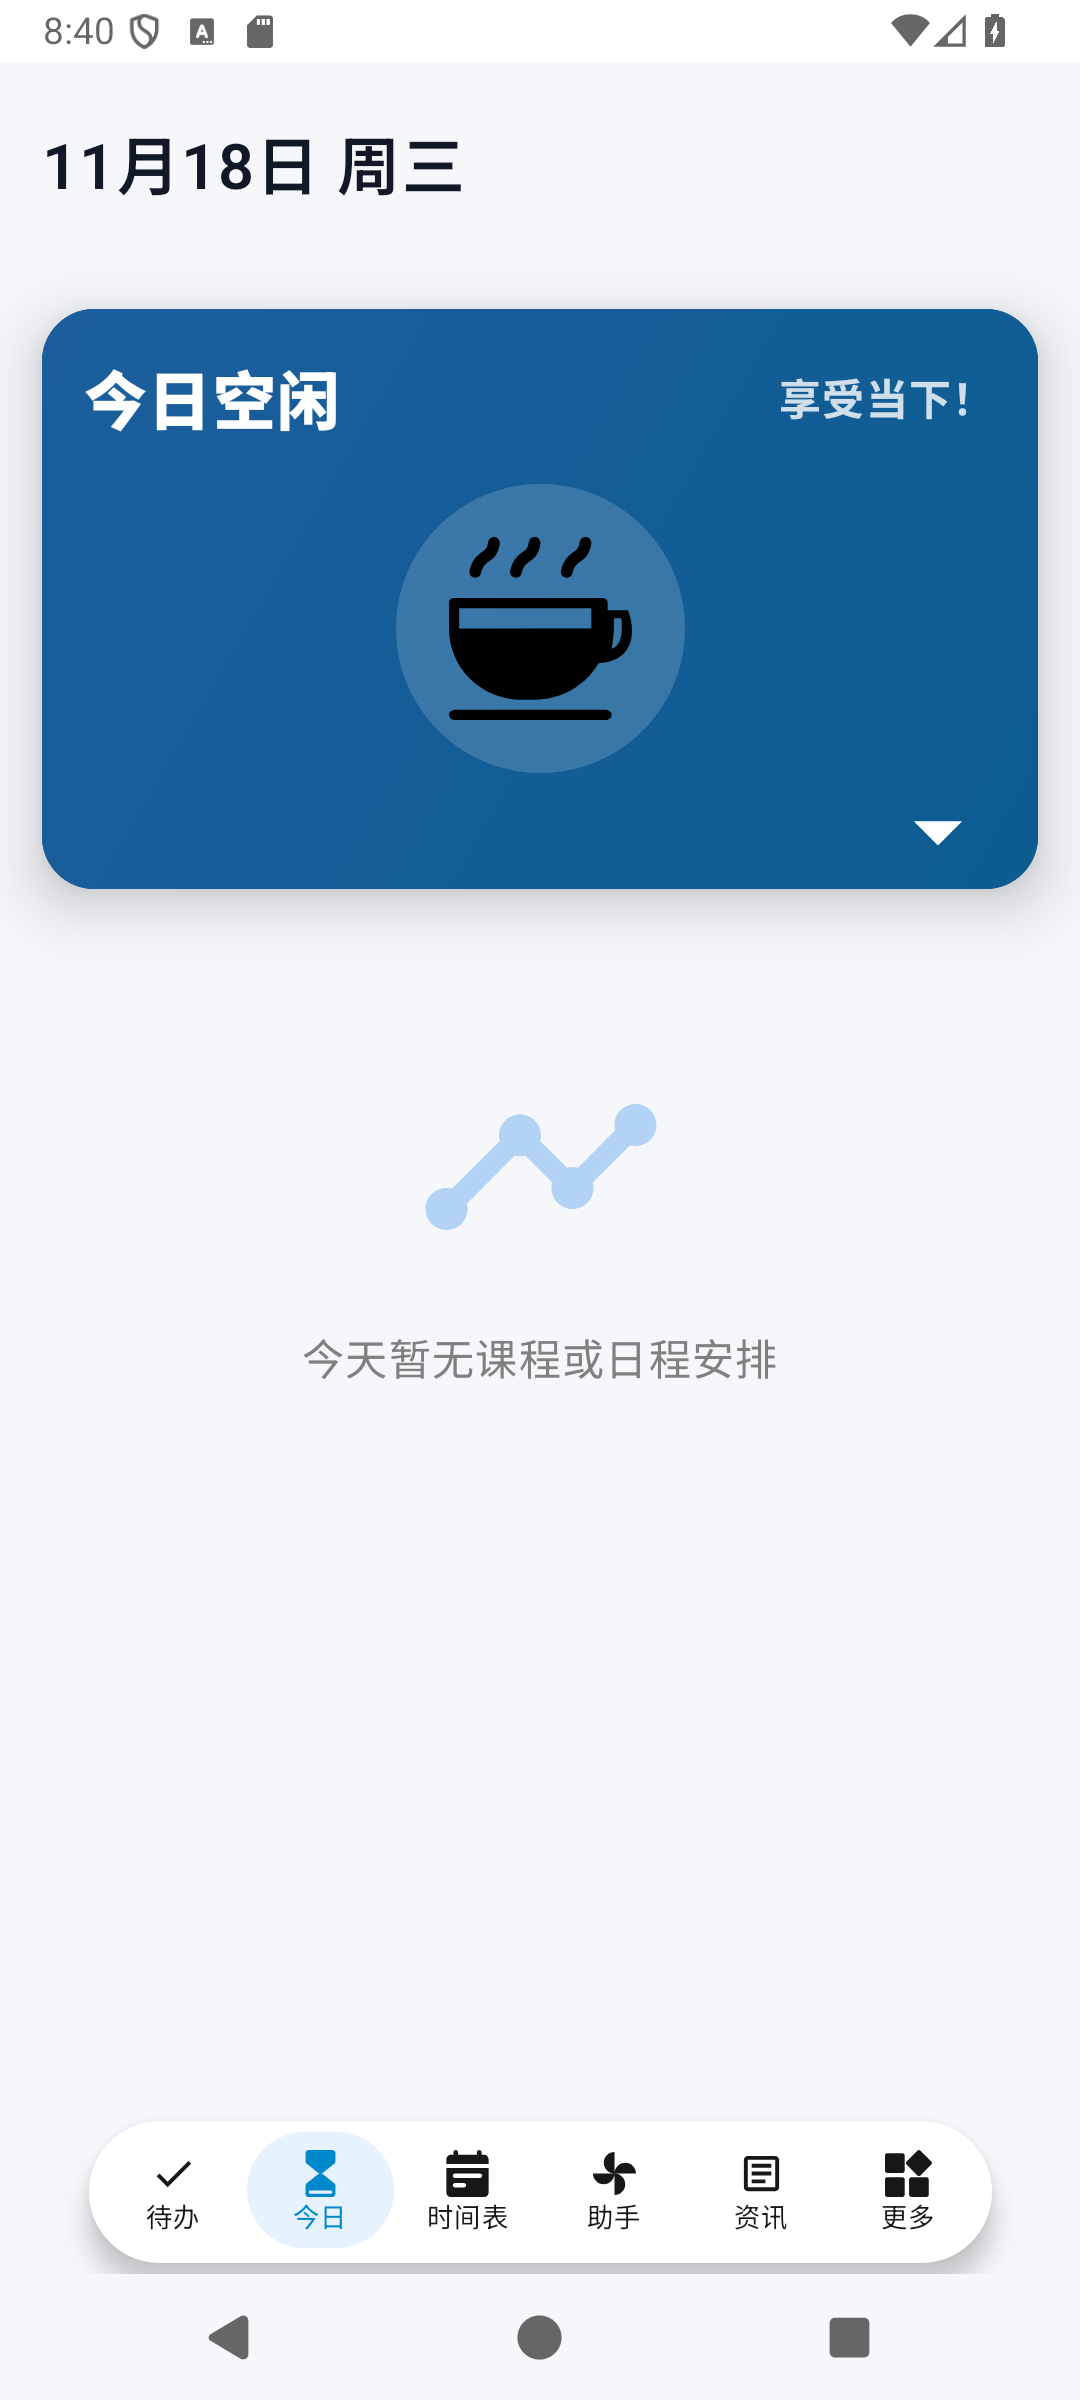 8:40
11月18日 周三
今日空闲
享受当下!
今天暂无课程或日程安排
待办
今日
时间表
助手
资讯
更多